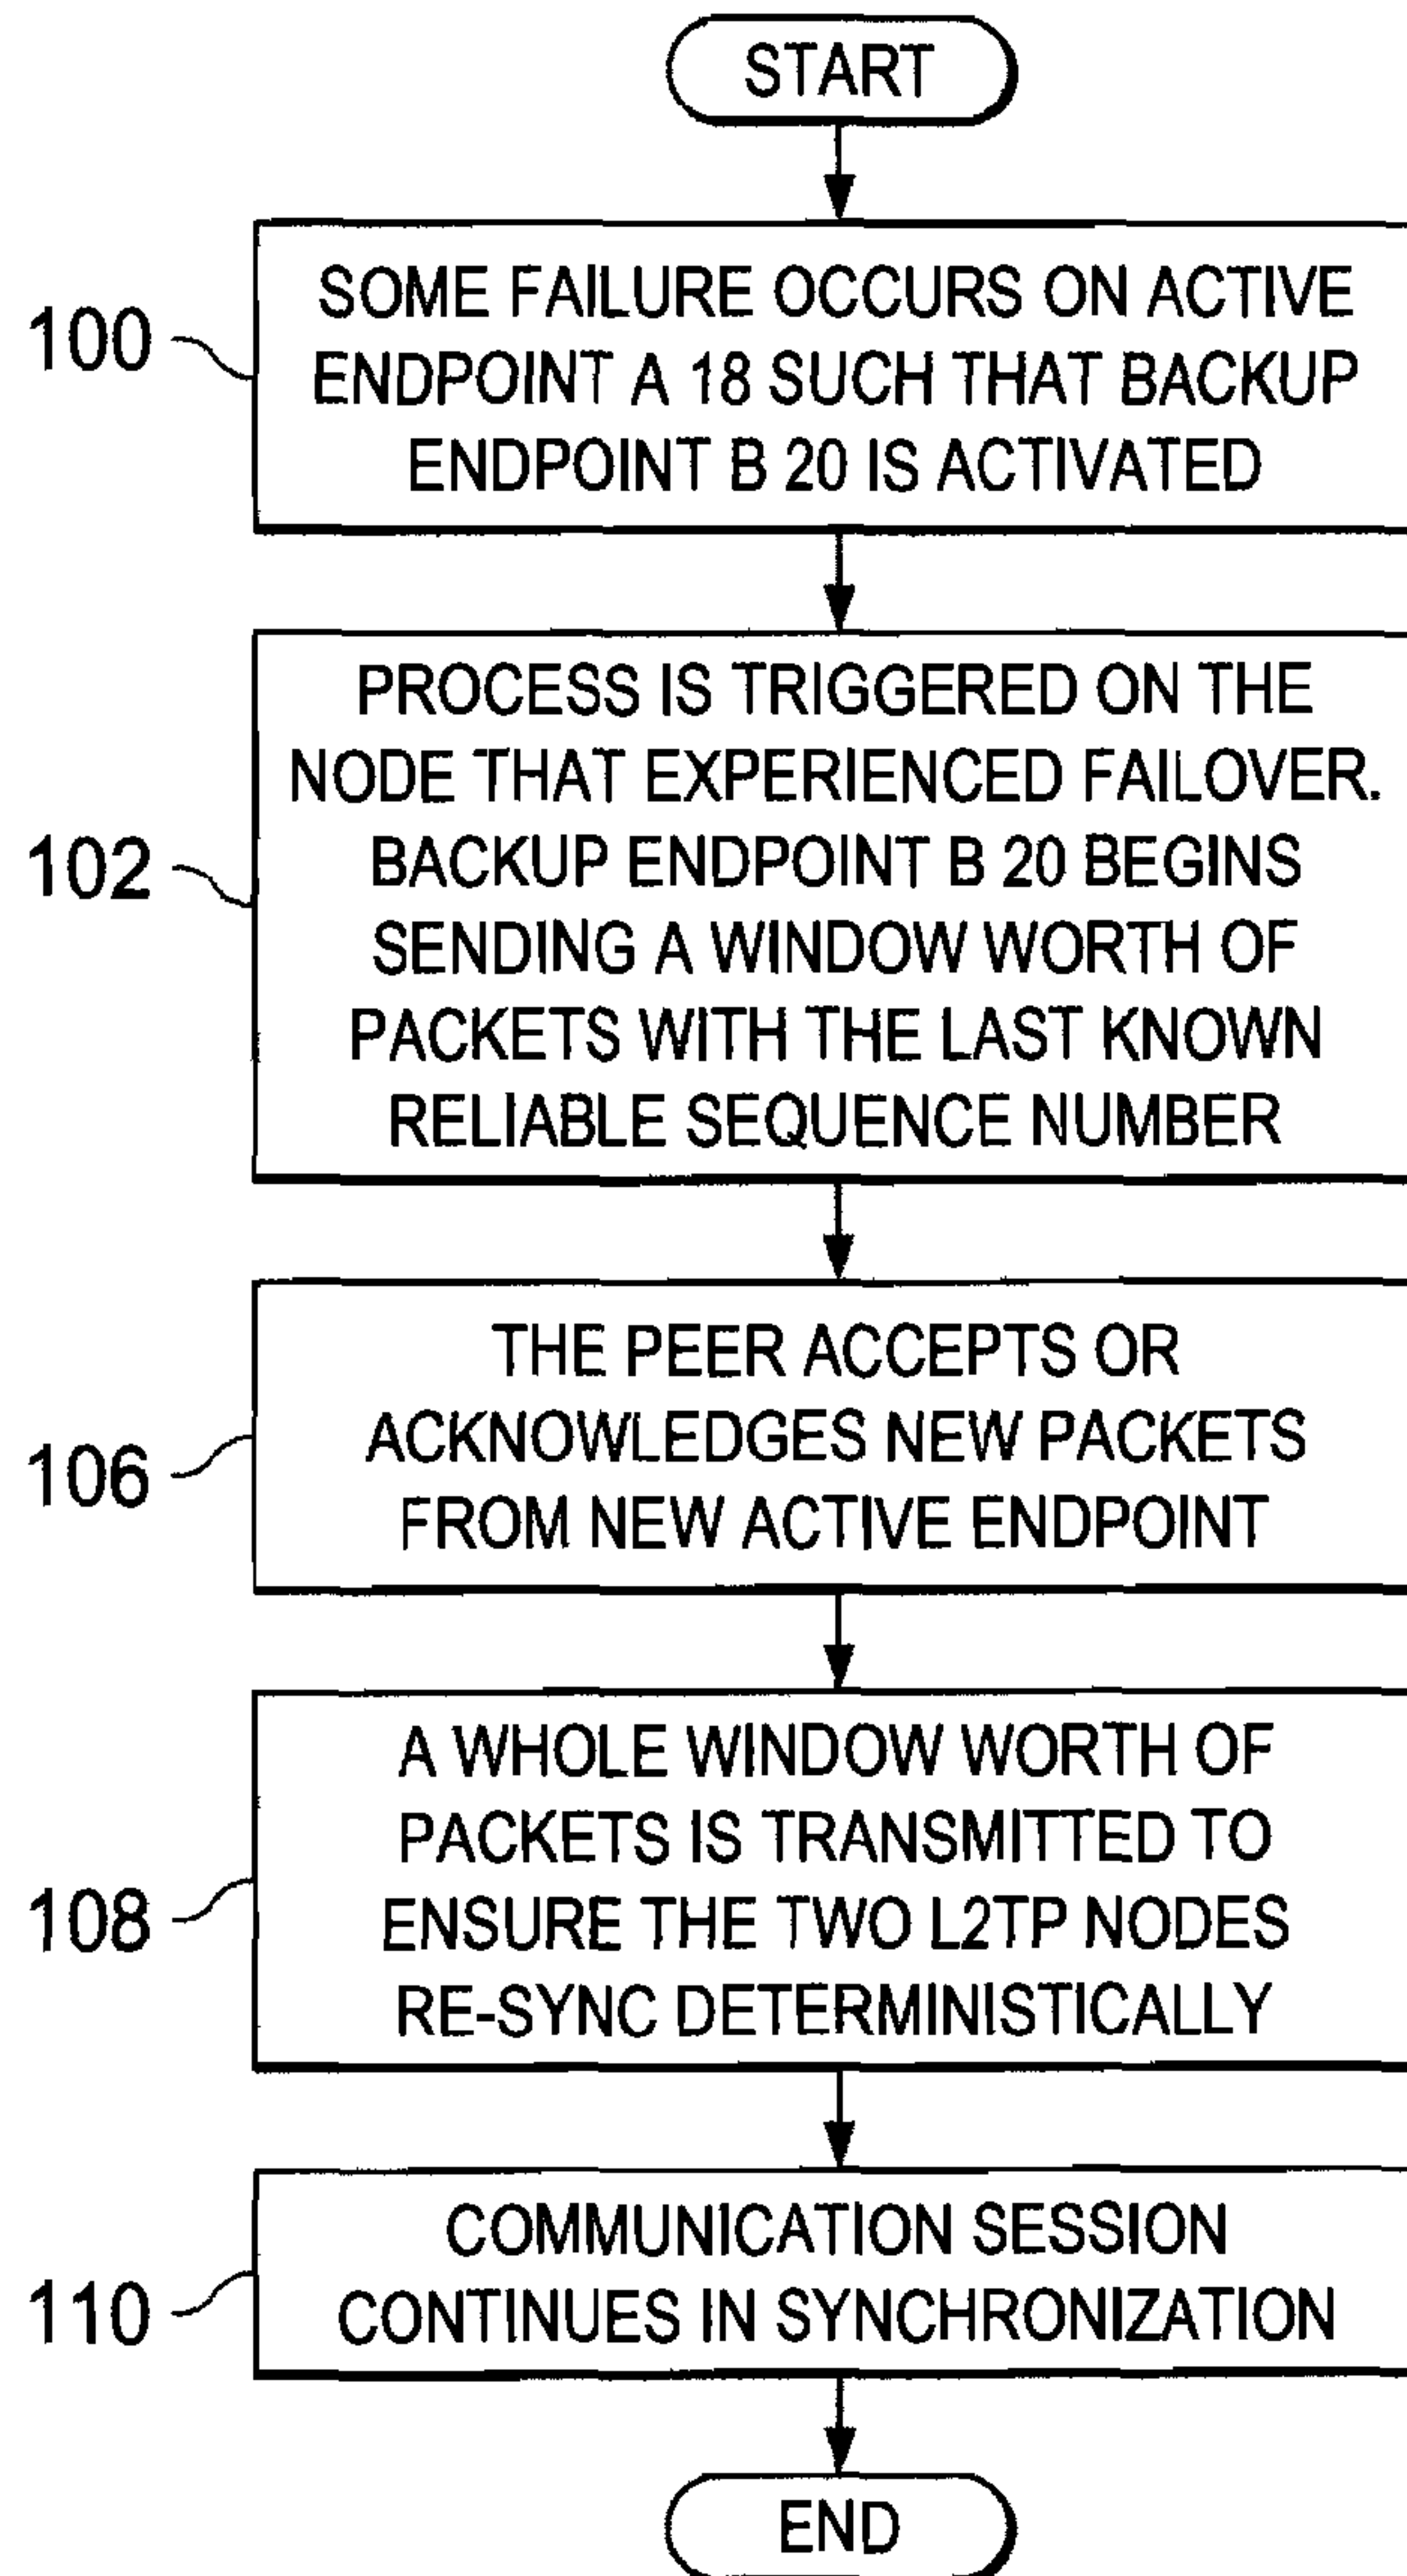 START
100
SOME FAILURE OCCURS ON ACTIVE
ENDPOINT A 18 SUCH THAT BACKUP
ENDPOINT B 20 IS ACTIVATED
102
PROCESS IS TRIGGERED ON THE
NODE THAT EXPERIENCED FAILOVER.
BACKUP ENDPOINT B 20 BEGINS
SENDING A WINDOW WORTH OF
PACKETS WITH THE LAST KNOWN
RELIABLE SEQUENCE NUMBER
106
THE PEER ACCEPTS OR
ACKNOWLEDGES NEW PACKETS
FROM NEW ACTIVE ENDPOINT
108
A WHOLE WINDOW WORTH OF
PACKETS IS TRANSMITTED TO
ENSURE THE TWO L2TP NODES
RE-SYNC DETERMINISTICALLY
110
COMMUNICATION SESSION
CONTINUES IN SYNCHRONIZATION
END